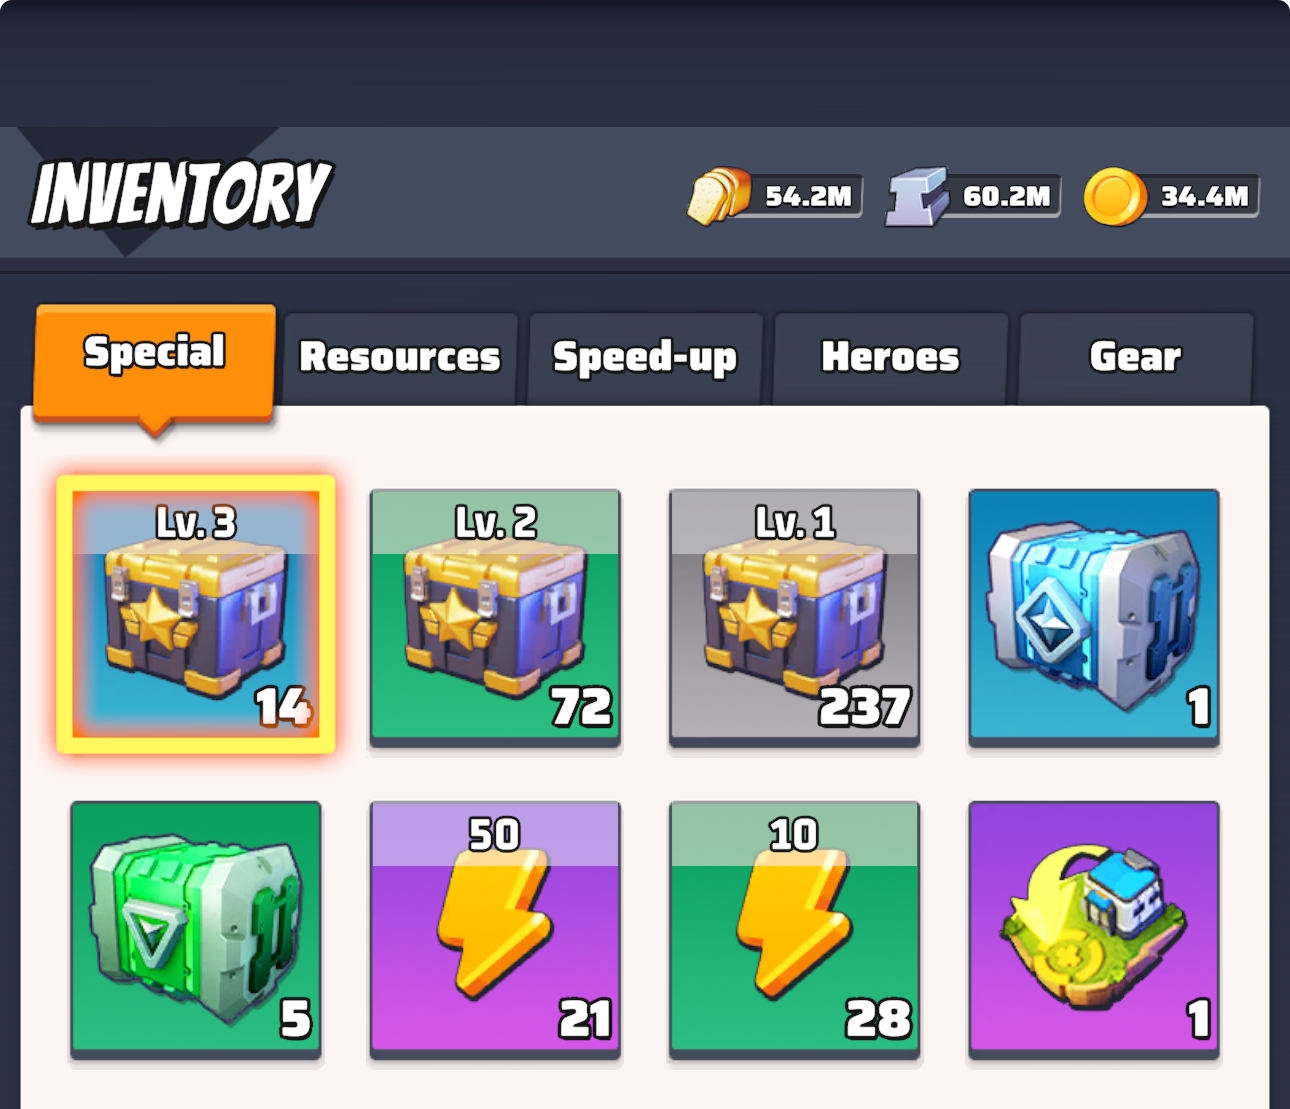 INVENTORY
54.2M
60.2M
34.4M
Special
Resources
Speed-up
Heroes
Gear
Lv. 3
14
Lv. 2
72
Lv. 1
237
1
5
50
21
10
28
1